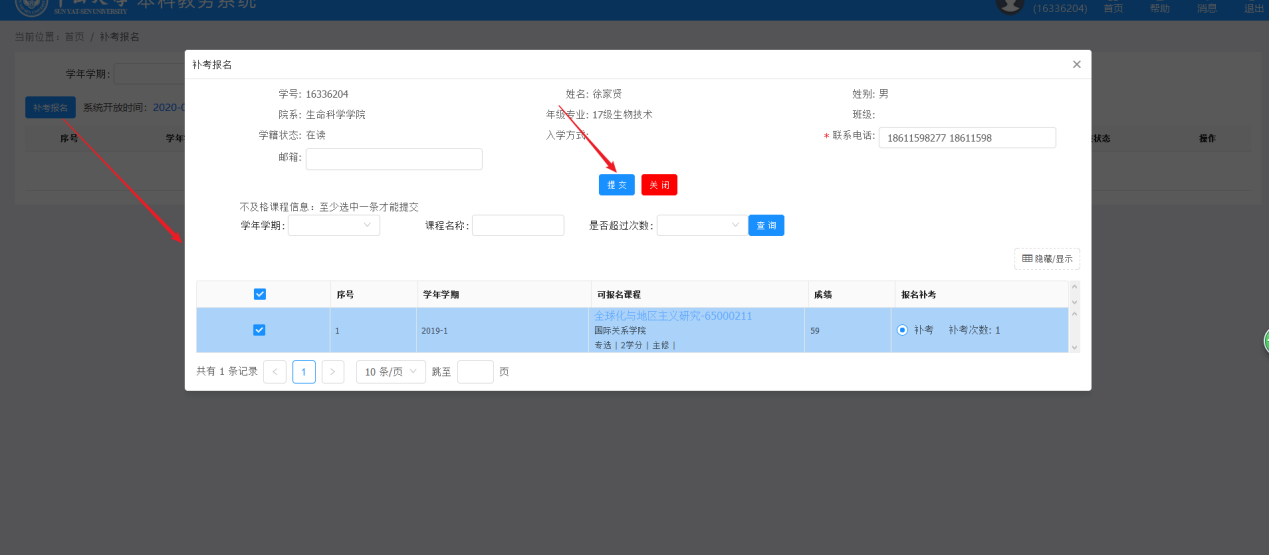 中山大学 本科教务系统
SUN YAT-SEN UNIVERSITY
(16336204) 首页 帮助 消息 退出
当前位置: 首页 / 补考报名
学年学期:
补考报名 系统开放时间: 2020-0
序号 学年 状态 操作
补考报名
学号: 16336204 姓名: 徐家贤 姓别: 男
院系: 生命科学学院 年级专业: 17级生物技术 班级:
学籍状态: 在读 入学方式: * 联系电话: 18611598277 18611598
邮箱:
提 交 关 闭
不及格课程信息: 至少选中一条才能提交
学年学期: 课程名称: 是否超过次数: 查 询
隐藏/显示
序号 学年学期 可报名课程 成绩 报名补考
全球化与地区主义研究-65000211
1 2019-1 国际关系学院 59 补考 补考次数: 1
专选 | 2学分 | 主修 |
共有 1 条记录 < 1 > 10 条/页 跳至 页